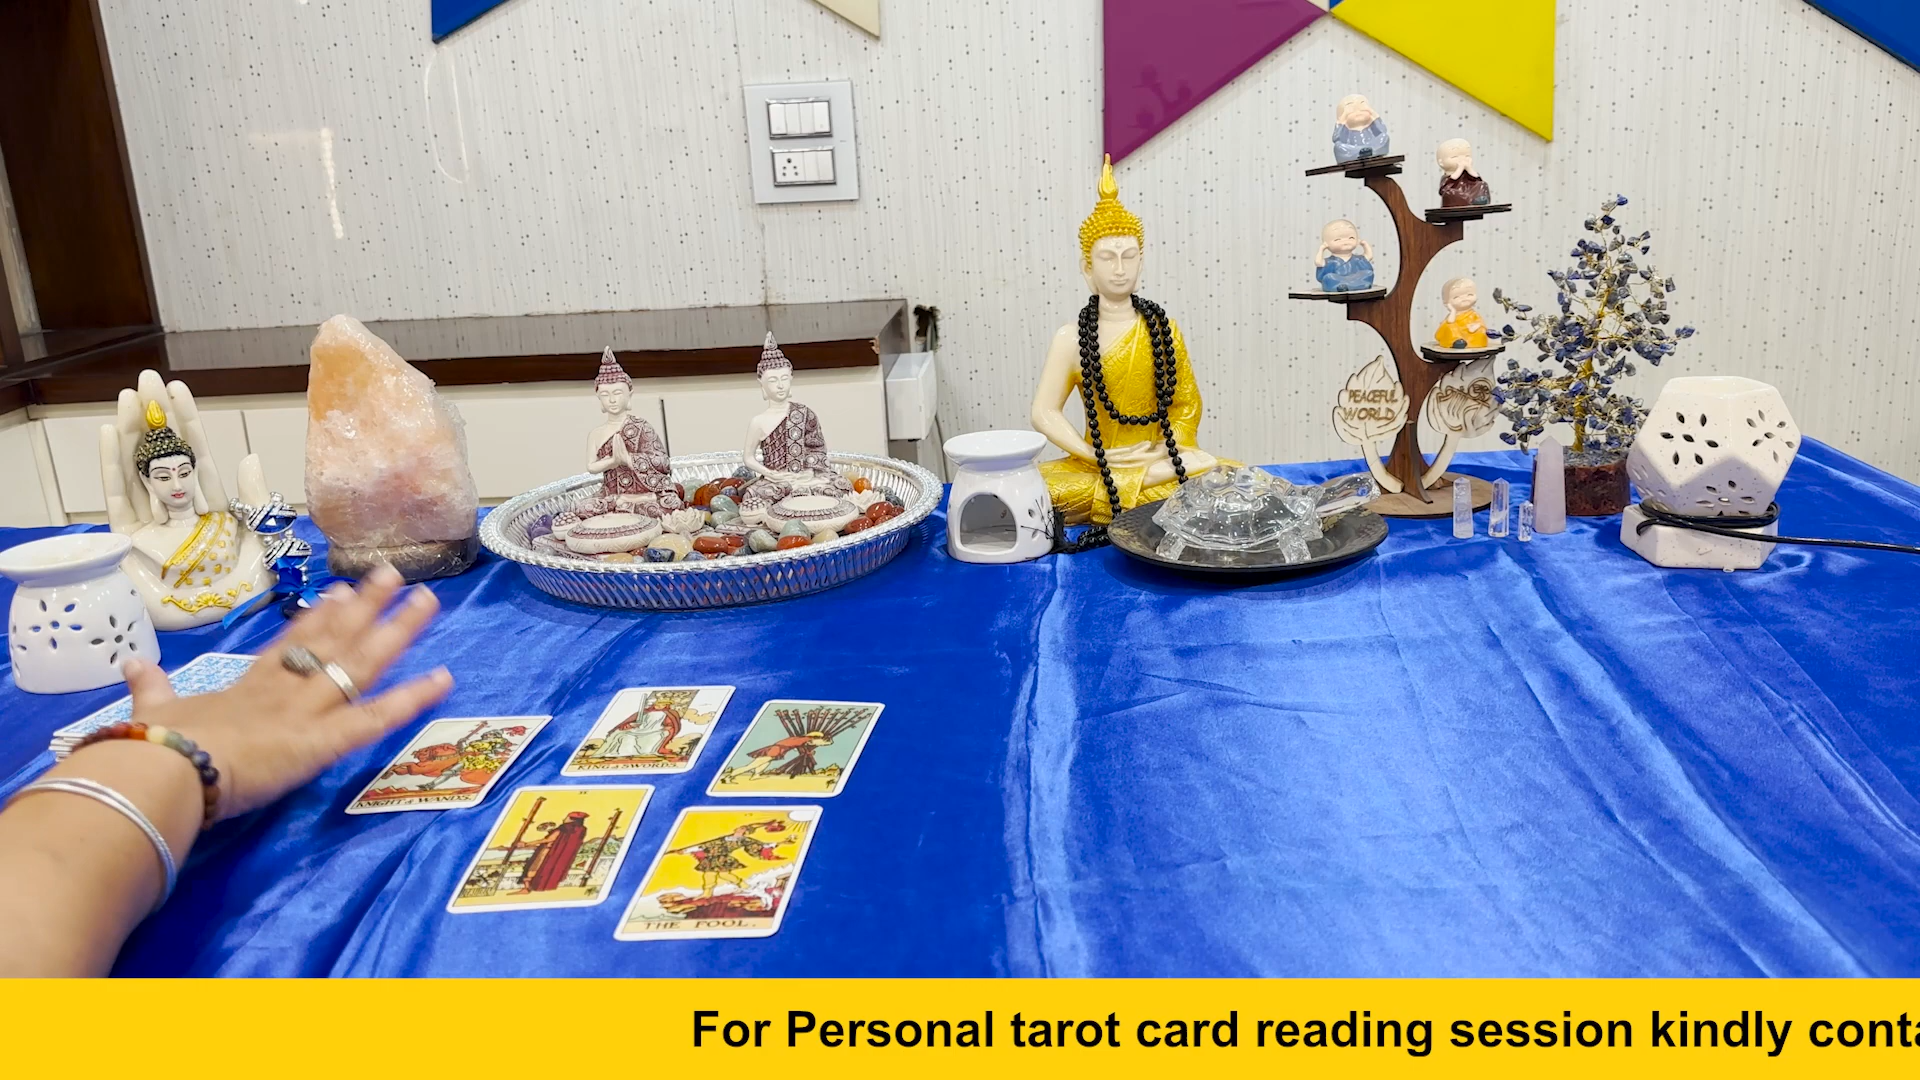 PEACEFUL
WORLD
KNIGHT of WANDS.
KING of SWORDS.
THE FOOL.
For Personal tarot card reading session kindly conta